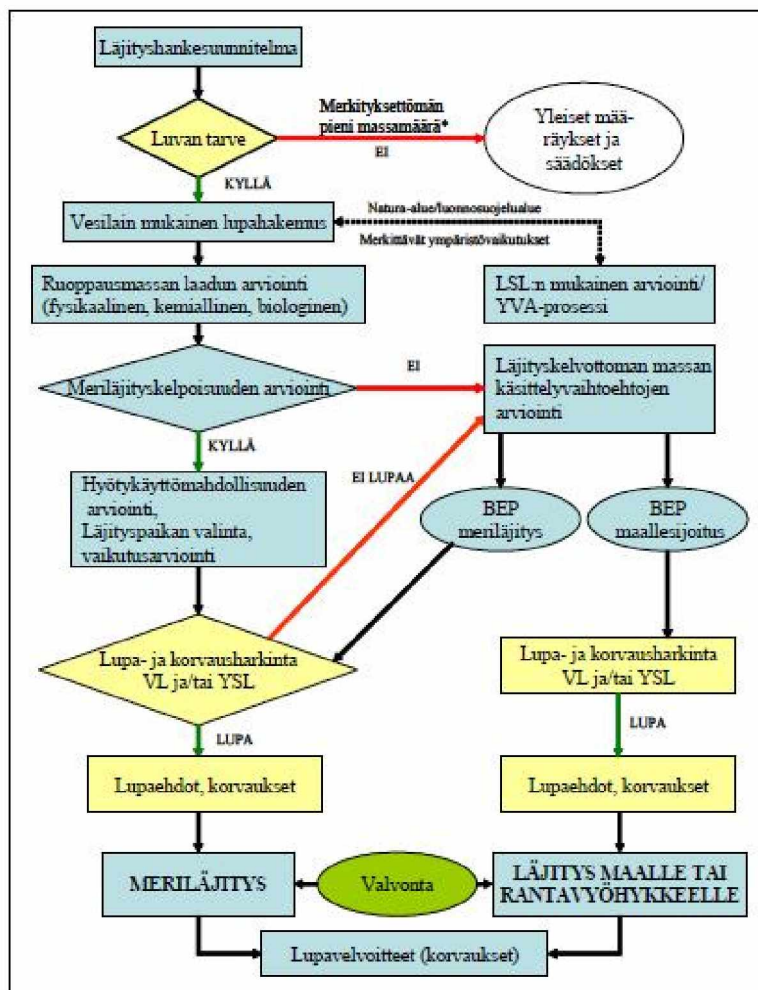 Läjityshankesuunnitelma
Luvan tarve
Merkityksettömän
pieni massamäärä*
EI
Yleiset mää-
räykset ja
säädökset
KYLLÄ
Vesilain mukainen lupahakemus
Natura-alue/luonnosuojelualue
Merkittävät ympäristövaikutukset
Ruoppausmassan laadun arviointi
(fysikaalinen, kemiallinen, biologinen)
LSL:n mukainen arviointi/
YVA-prosessi
Meriläjityskelpoisuuden arviointi
EI
Läjityskelvottoman massan
käsittelyvaihtoehtojen
arviointi
KYLLÄ
Hyötykäyttömahdollisuuden
arviointi,
Läjityspaikan valinta,
vaikutusarviointi
EI LUPAA
BEP
meriläjitys
BEP
maallesijoitus
Lupa- ja korvausharkinta
VL ja/tai YSL
Lupa- ja korvausharkinta
VL ja/tai YSL
LUPA
LUPA
Lupaehdot, korvaukset
Lupaehdot, korvaukset
MERILÄJITYS
Valvonta
LÄJITYS MAALLE TAI
RANTAVYÖHYKKEELLE
Lupavelvoitteet (korvaukset)